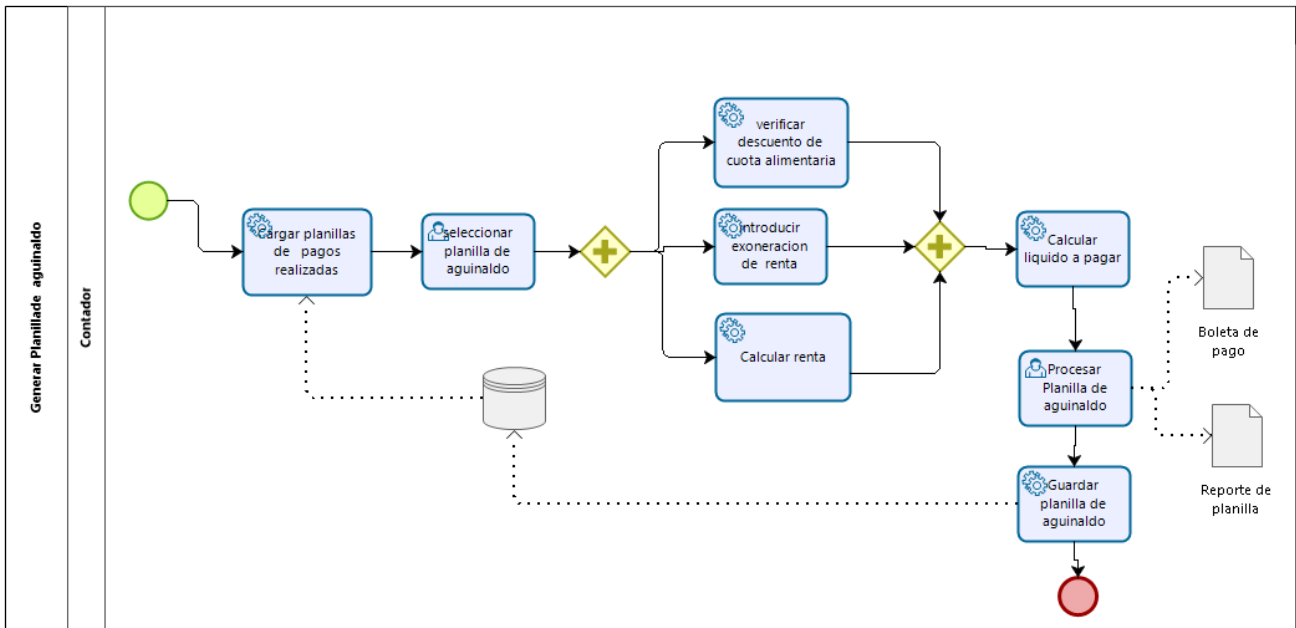 Generar Planillade aguinaldo
Contador
Cargar planillas
de pagos
realizadas
seleccionar
planilla de
aguinaldo
verificar
descuento de
cuota alimentaria
introducir
exoneracion
de renta
Calcular renta
Calcular
liquido a pagar
Procesar
Planilla de
aguinaldo
Guardar
planilla de
aguinaldo
Boleta de
pago
Reporte de
planilla